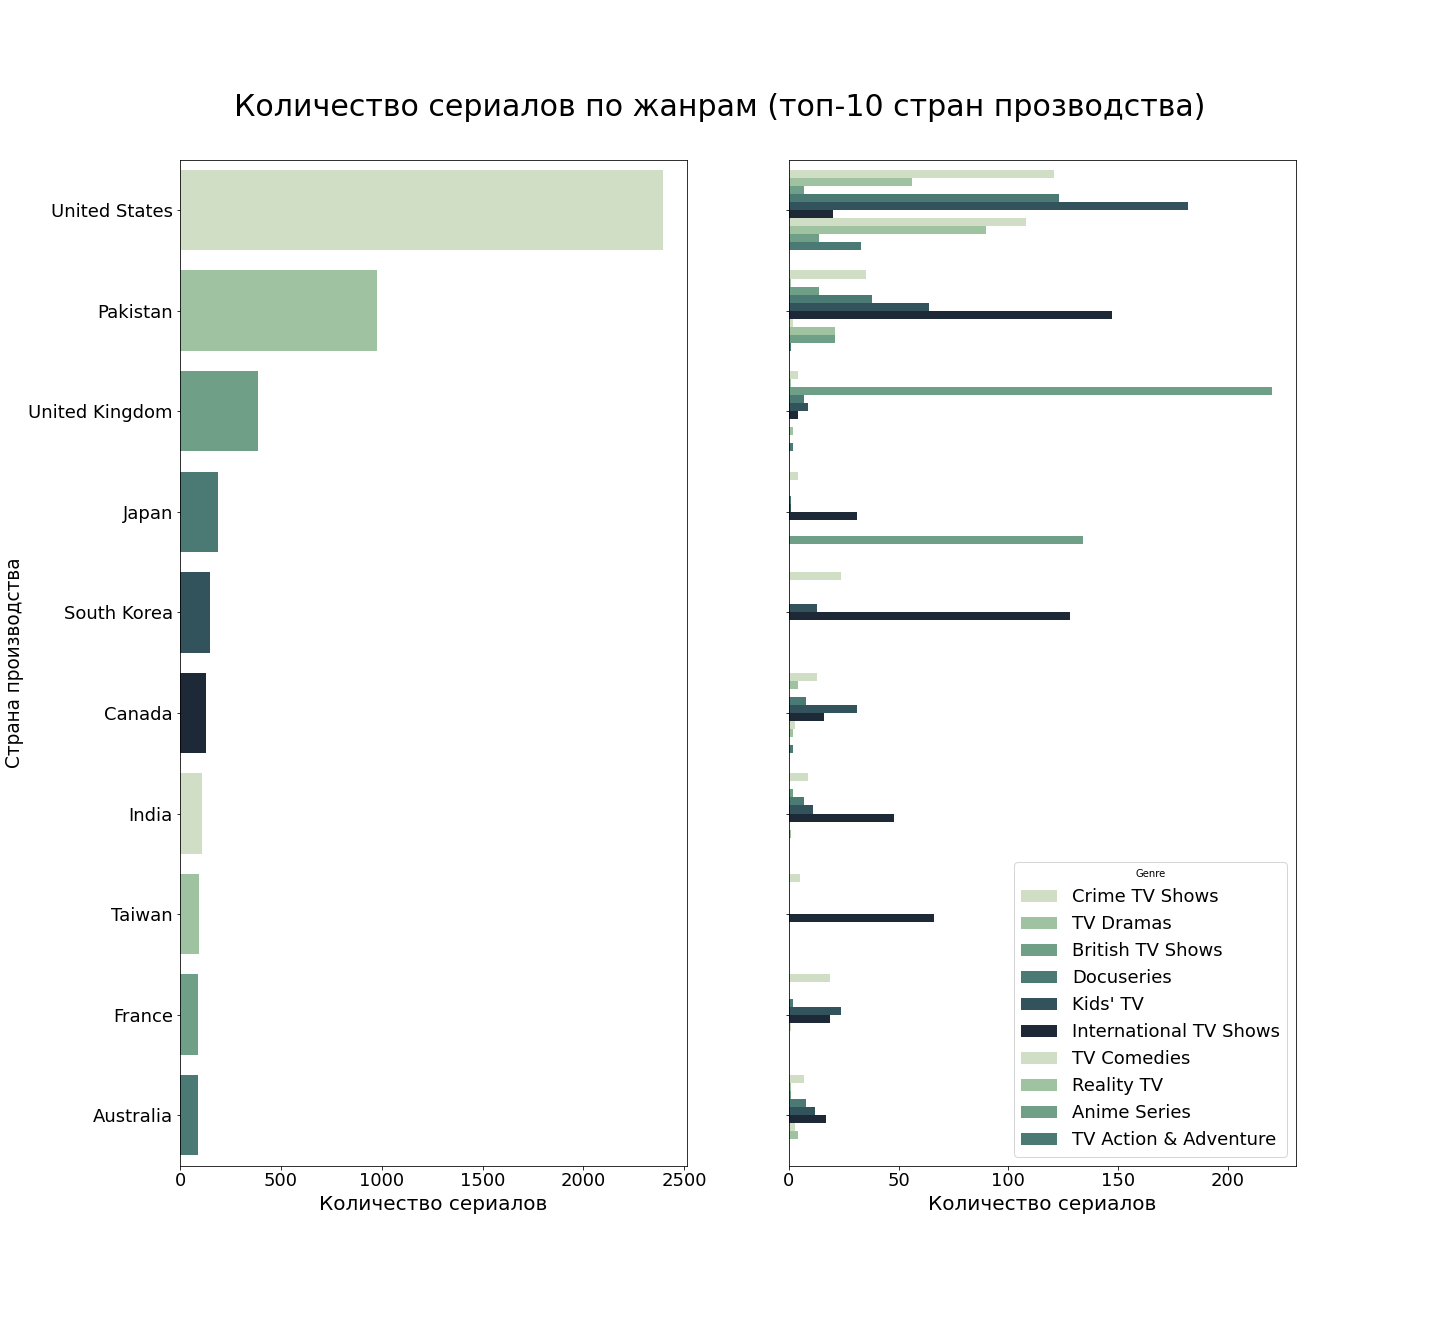 Количество сериалов по жанрам (топ-10 стран прозводства)
Страна производства
United States
Pakistan
United Kingdom
Japan
South Korea
Canada
India
Taiwan
France
Australia
0 500 1000 1500 2000 2500
Количество сериалов
Genre
Crime TV Shows
TV Dramas
British TV Shows
Docuseries
Kids' TV
International TV Shows
TV Comedies
Reality TV
Anime Series
TV Action & Adventure
0 50 100 150 200
Количество сериалов